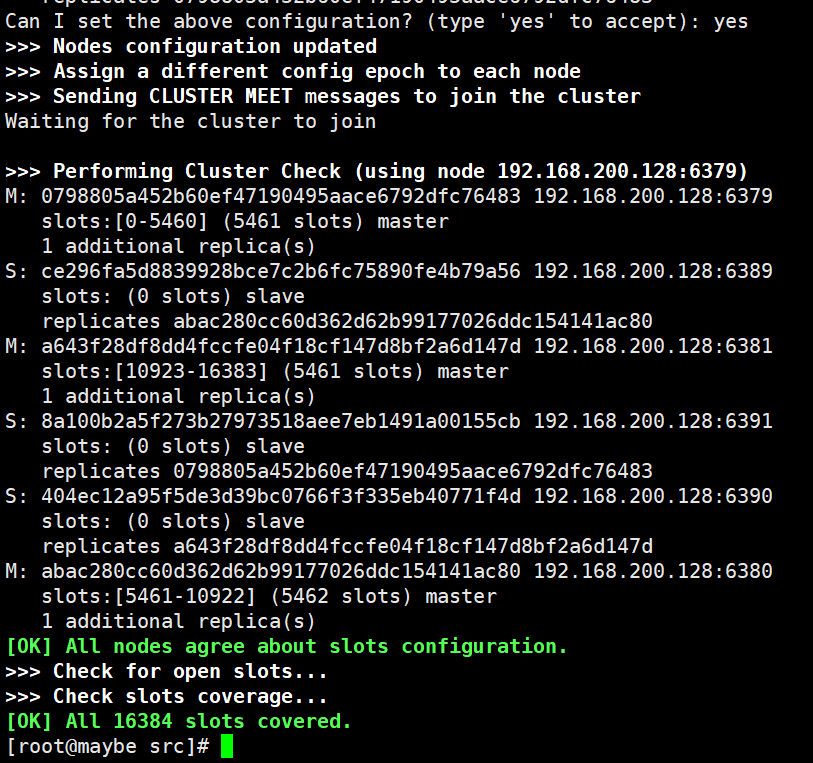 Can I set the above configuration? (type 'yes' to accept): yes
>>> Nodes configuration updated
>>> Assign a different config epoch to each node
>>> Sending CLUSTER MEET messages to join the cluster
Waiting for the cluster to join
>>> Performing Cluster Check (using node 192.168.200.128:6379)
M: 0798805a452b60ef47190495aace6792dfc76483 192.168.200.128:6379
slots:[0-5460] (5461 slots) master
1 additional replica(s)
S: ce296fa5d8839928bce7c2b6fc75890fe4b79a56 192.168.200.128:6389
slots: (0 slots) slave
replicates abac280cc60d362d62b99177026ddc154141ac80
M: a643f28df8dd4fccfe04f18cf147d8bf2a6d147d 192.168.200.128:6381
slots:[10923-16383] (5461 slots) master
1 additional replica(s)
S: 8a100b2a5f273b27973518aee7eb1491a00155cb 192.168.200.128:6391
slots: (0 slots) slave
replicates 0798805a452b60ef47190495aace6792dfc76483
S: 404ec12a95f5de3d39bc0766f3f335eb40771f4d 192.168.200.128:6390
slots: (0 slots) slave
replicates a643f28df8dd4fccfe04f18cf147d8bf2a6d147d
M: abac280cc60d362d62b99177026ddc154141ac80 192.168.200.128:6380
slots:[5461-10922] (5462 slots) master
1 additional replica(s)
[OK] All nodes agree about slots configuration.
>>> Check for open slots...
>>> Check slots coverage...
[OK] All 16384 slots covered.
[root@maybe src]#